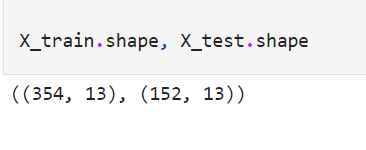 X_train.shape, X_test.shape
((354, 13), (152, 13))